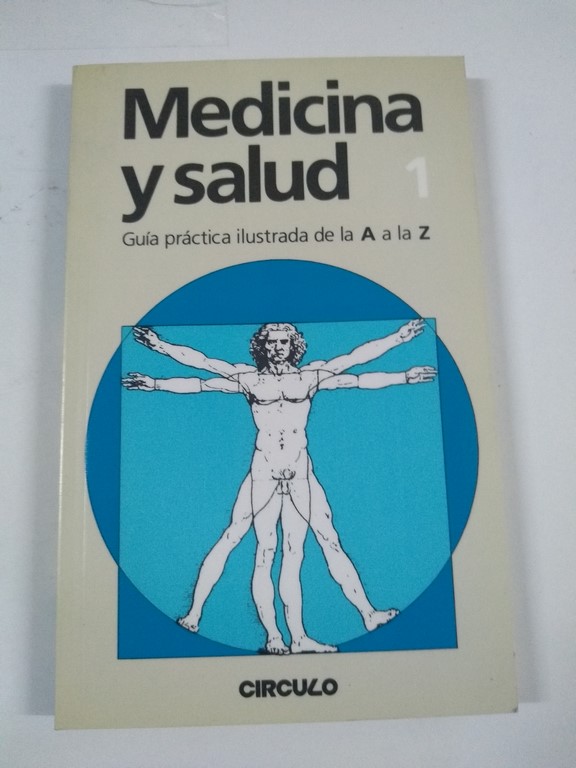 Medicina
y salud 1
Guía práctica ilustrada de la A a la Z
CIRCULO